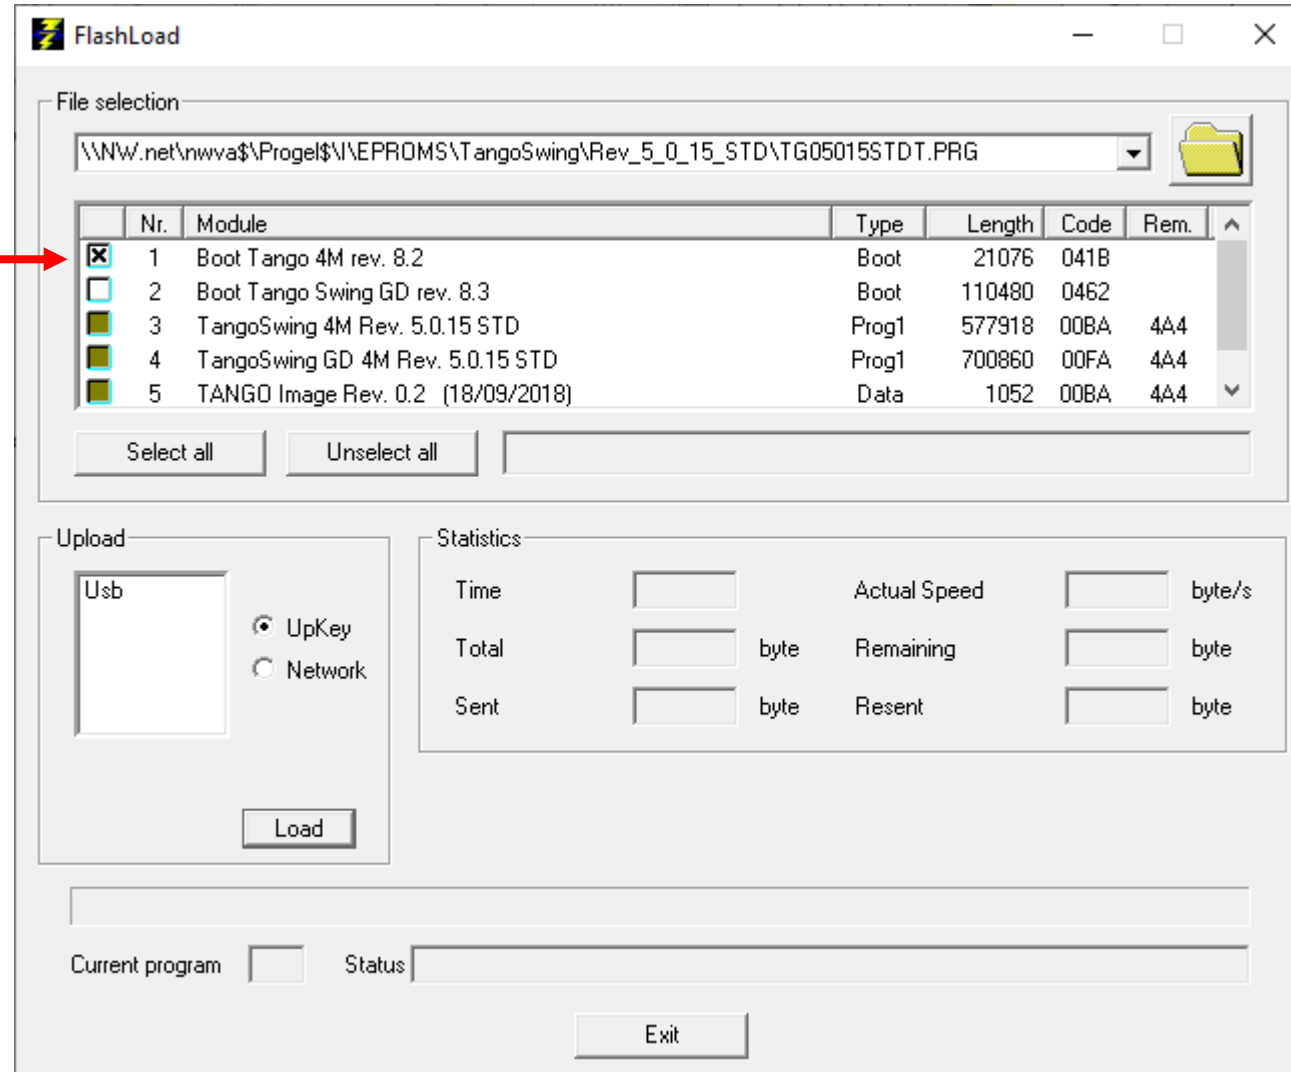 FlashLoad
File selection
\\NW.net\nwva$\Progel$\I\EPROMS\TangoSwing\Rev_5_0_15_STD\TG05015STDT.PRG
Nr. Module Type Length Code Rem.
1 Boot Tango 4M rev. 8.2 Boot 21076 041B
2 Boot Tango Swing GD rev. 8.3 Boot 110480 0462
3 TangoSwing 4M Rev. 5.0.15 STD Prog1 577918 00BA 4A4
4 TangoSwing GD 4M Rev. 5.0.15 STD Prog1 700860 00FA 4A4
5 TANGO Image Rev. 0.2 (18/09/2018) Data 1052 00BA 4A4
Select all Unselect all
Upload Statistics
Usb Time Actual Speed byte/s
UpKey
Total byte Remaining byte
Network
Sent byte Resent byte
Load
Current program Status
Exit